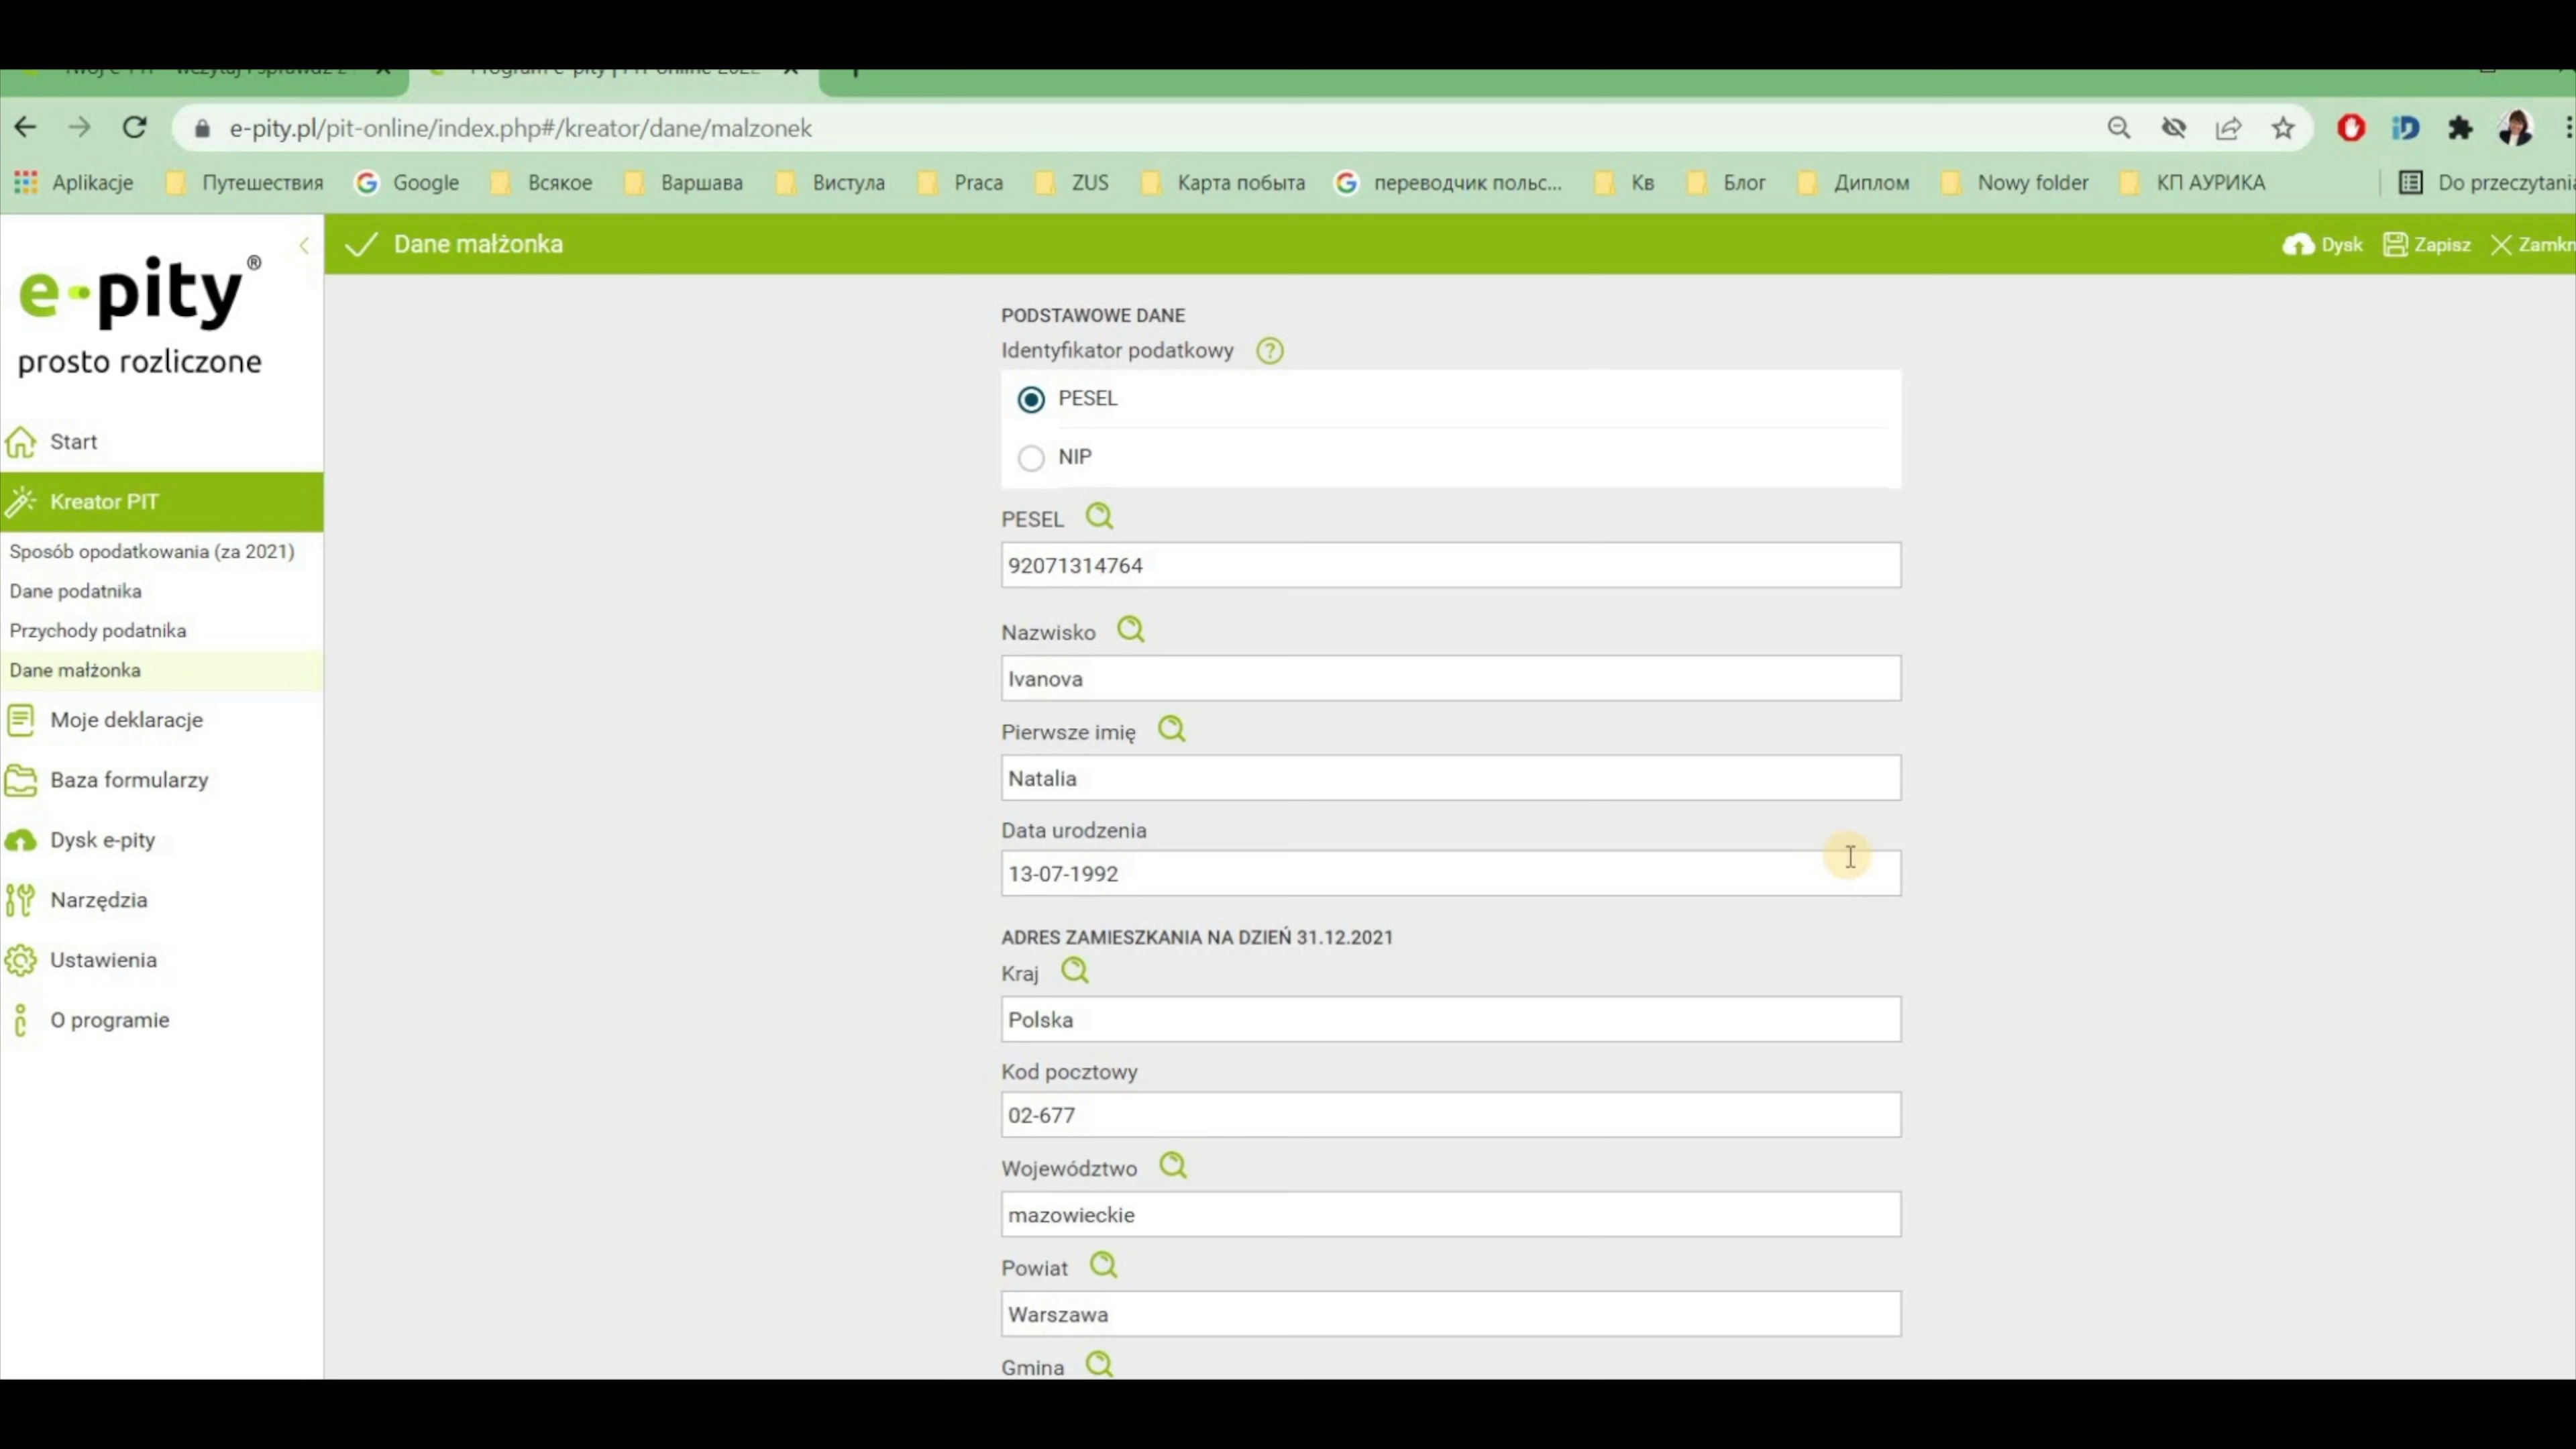 e-pity.pl/pit-online/index.php#/kreator/dane/malzonek
Aplikacje Путешествия Google Всякое Варшава Вистула Praca ZUS Карта побыта переводчик польс... Кв Блог Диплом Nowy folder КП АУРИКА Do przeczytania
Dane małżonka Dysk Zapisz Zamkn
e-pity®
prosto rozliczone
Start
Kreator PIT
Sposób opodatkowania (za 2021)
Dane podatnika
Przychody podatnika
Dane małżonka
Moje deklaracje
Baza formularzy
Dysk e-pity
Narzędzia
Ustawienia
O programie
PODSTAWOWE DANE
Identyfikator podatkowy ?
PESEL
NIP
PESEL
92071314764
Nazwisko
Ivanova
Pierwsze imię
Natalia
Data urodzenia
13-07-1992
ADRES ZAMIESZKANIA NA DZIEŃ 31.12.2021
Kraj
Polska
Kod pocztowy
02-677
Województwo
mazowieckie
Powiat
Warszawa
Gmina